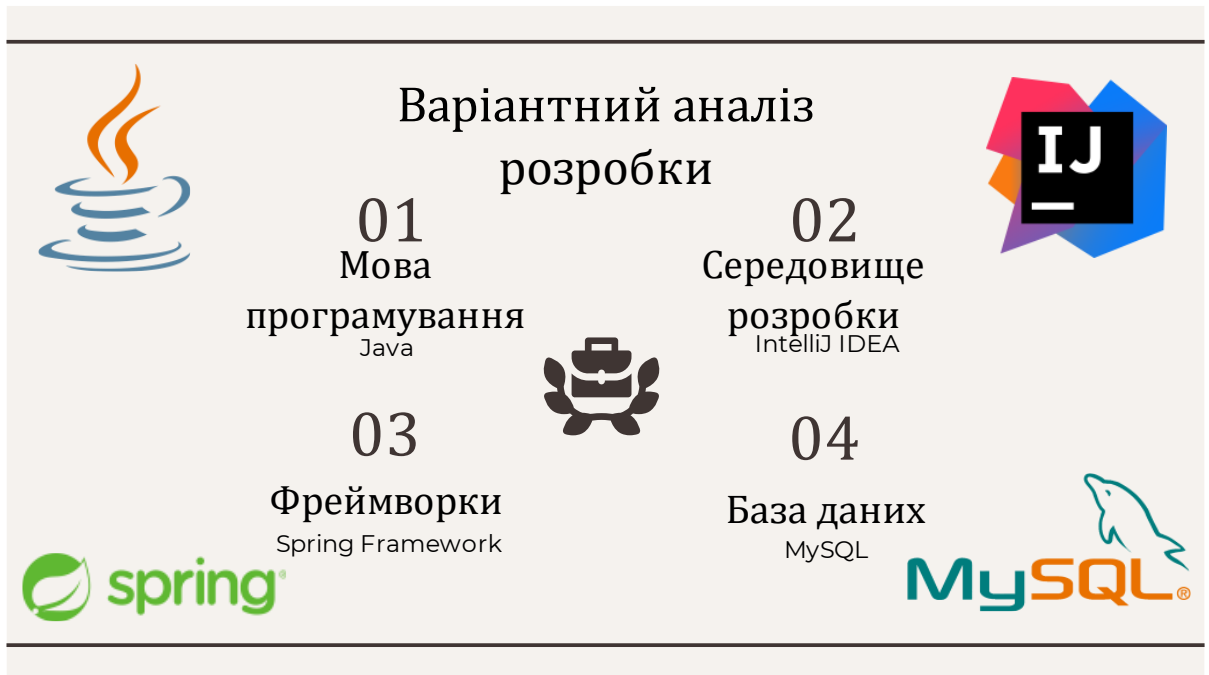 Варіантний аналіз
розробки
01
Мова
програмування
Java
02
Середовище
розробки
IntelliJ IDEA
IJ
03
Фреймворки
Spring Framework
spring®
04
База даних
MySQL
MySQL®